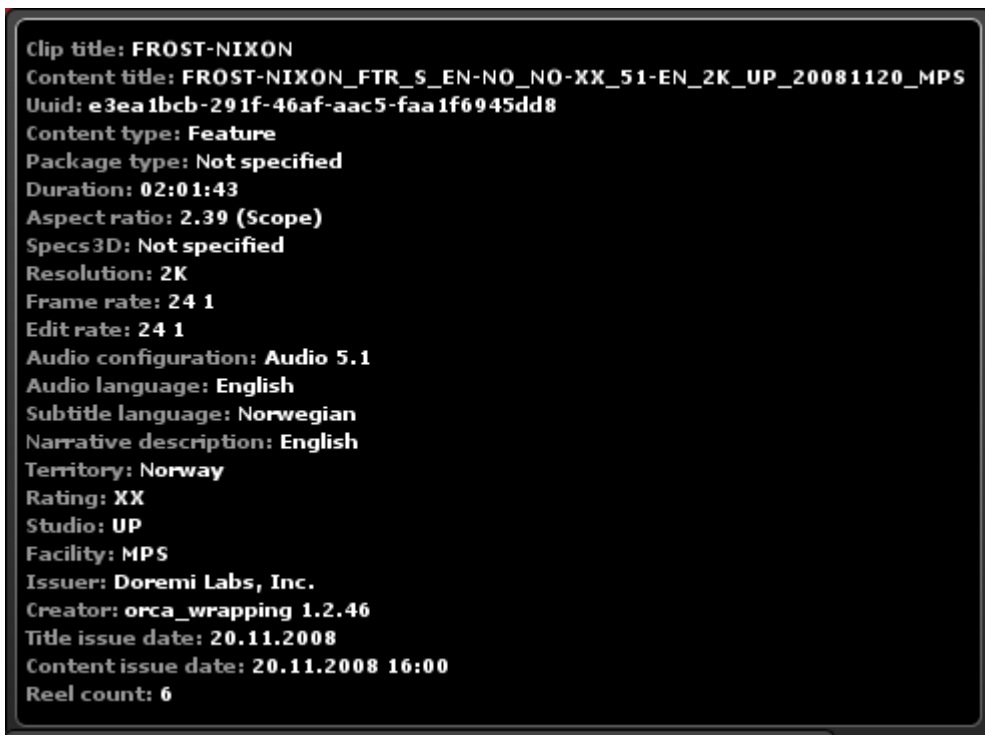 Clip title: FROST-NIXON
Content title: FROST-NIXON_FTR_S_EN-NO_NO-XX_51-EN_2K_UP_20081120_MPS
Uuid: e3ea1bcb-291f-46af-aac5-faa1f6945dd8
Content type: Feature
Package type: Not specified
Duration: 02:01:43
Aspect ratio: 2.39 (Scope)
Specs3D: Not specified
Resolution: 2K
Frame rate: 24 1
Edit rate: 24 1
Audio configuration: Audio 5.1
Audio language: English
Subtitle language: Norwegian
Narrative description: English
Territory: Norway
Rating: XX
Studio: UP
Facility: MPS
Issuer: Doremi Labs, Inc.
Creator: orca_wrapping 1.2.46
Title issue date: 20.11.2008
Content issue date: 20.11.2008 16:00
Reel count: 6